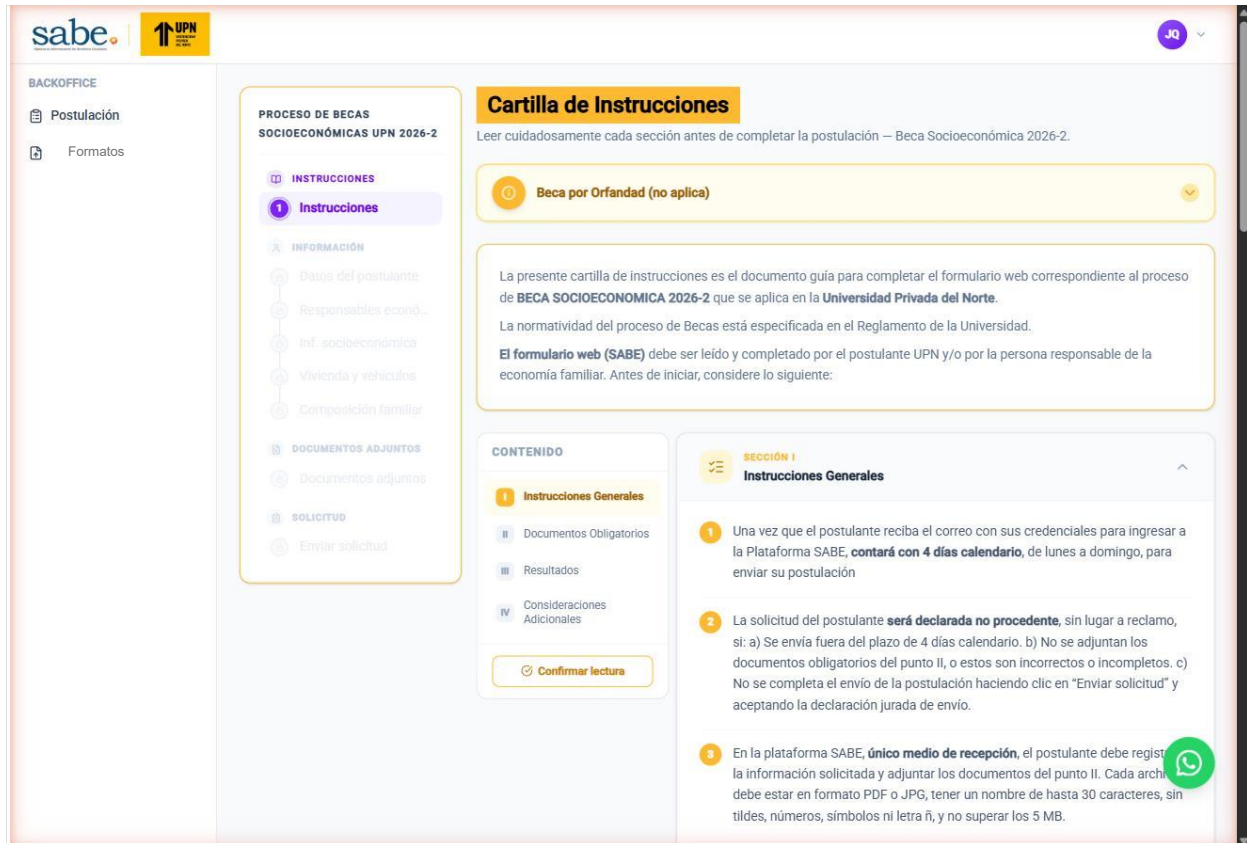 sabe.
UPN
UNIVERSIDAD
PRIVADA
DEL NORTE
JQ
BACKOFFICE
Postulación
Formatos
PROCESO DE BECAS
SOCIOECONÓMICAS UPN 2026-2
INSTRUCCIONES
1 Instrucciones
INFORMACIÓN
Datos del postulante
Responsables econó...
Inf. socioeconómica
Vivienda y vehículos
Composición familiar
DOCUMENTOS ADJUNTOS
Documentos adjuntos
SOLICITUD
Enviar solicitud
Cartilla de Instrucciones
Leer cuidadosamente cada sección antes de completar la postulación — Beca Socioeconómica 2026-2.
Beca por Orfandad (no aplica)
La presente cartilla de instrucciones es el documento guía para completar el formulario web correspondiente al proceso
de BECA SOCIOECONOMICA 2026-2 que se aplica en la Universidad Privada del Norte.
La normatividad del proceso de Becas está especificada en el Reglamento de la Universidad.
El formulario web (SABE) debe ser leído y completado por el postulante UPN y/o por la persona responsable de la
economía familiar. Antes de iniciar, considere lo siguiente:
CONTENIDO
I Instrucciones Generales
II Documentos Obligatorios
III Resultados
IV Consideraciones
Adicionales
Confirmar lectura
SECCIÓN I
Instrucciones Generales
1 Una vez que el postulante reciba el correo con sus credenciales para ingresar a
la Plataforma SABE, contará con 4 días calendario, de lunes a domingo, para
enviar su postulación
2 La solicitud del postulante será declarada no procedente, sin lugar a reclamo,
si: a) Se envía fuera del plazo de 4 días calendario. b) No se adjuntan los
documentos obligatorios del punto II, o estos son incorrectos o incompletos. c)
No se completa el envío de la postulación haciendo clic en “Enviar solicitud” y
aceptando la declaración jurada de envío.
3 En la plataforma SABE, único medio de recepción, el postulante debe regist
la información solicitada y adjuntar los documentos del punto II. Cada archi
debe estar en formato PDF o JPG, tener un nombre de hasta 30 caracteres, sin
tildes, números, símbolos ni letra ñ, y no superar los 5 MB.